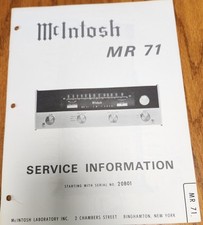 McIntosh
MR 71
SERVICE INFORMATION
STARTING WITH SERIAL NO. 20801
MR 71
McINTOSH LABORATORY INC. 2 CHAMBERS STREET BINGHAMTON, NEW YORK